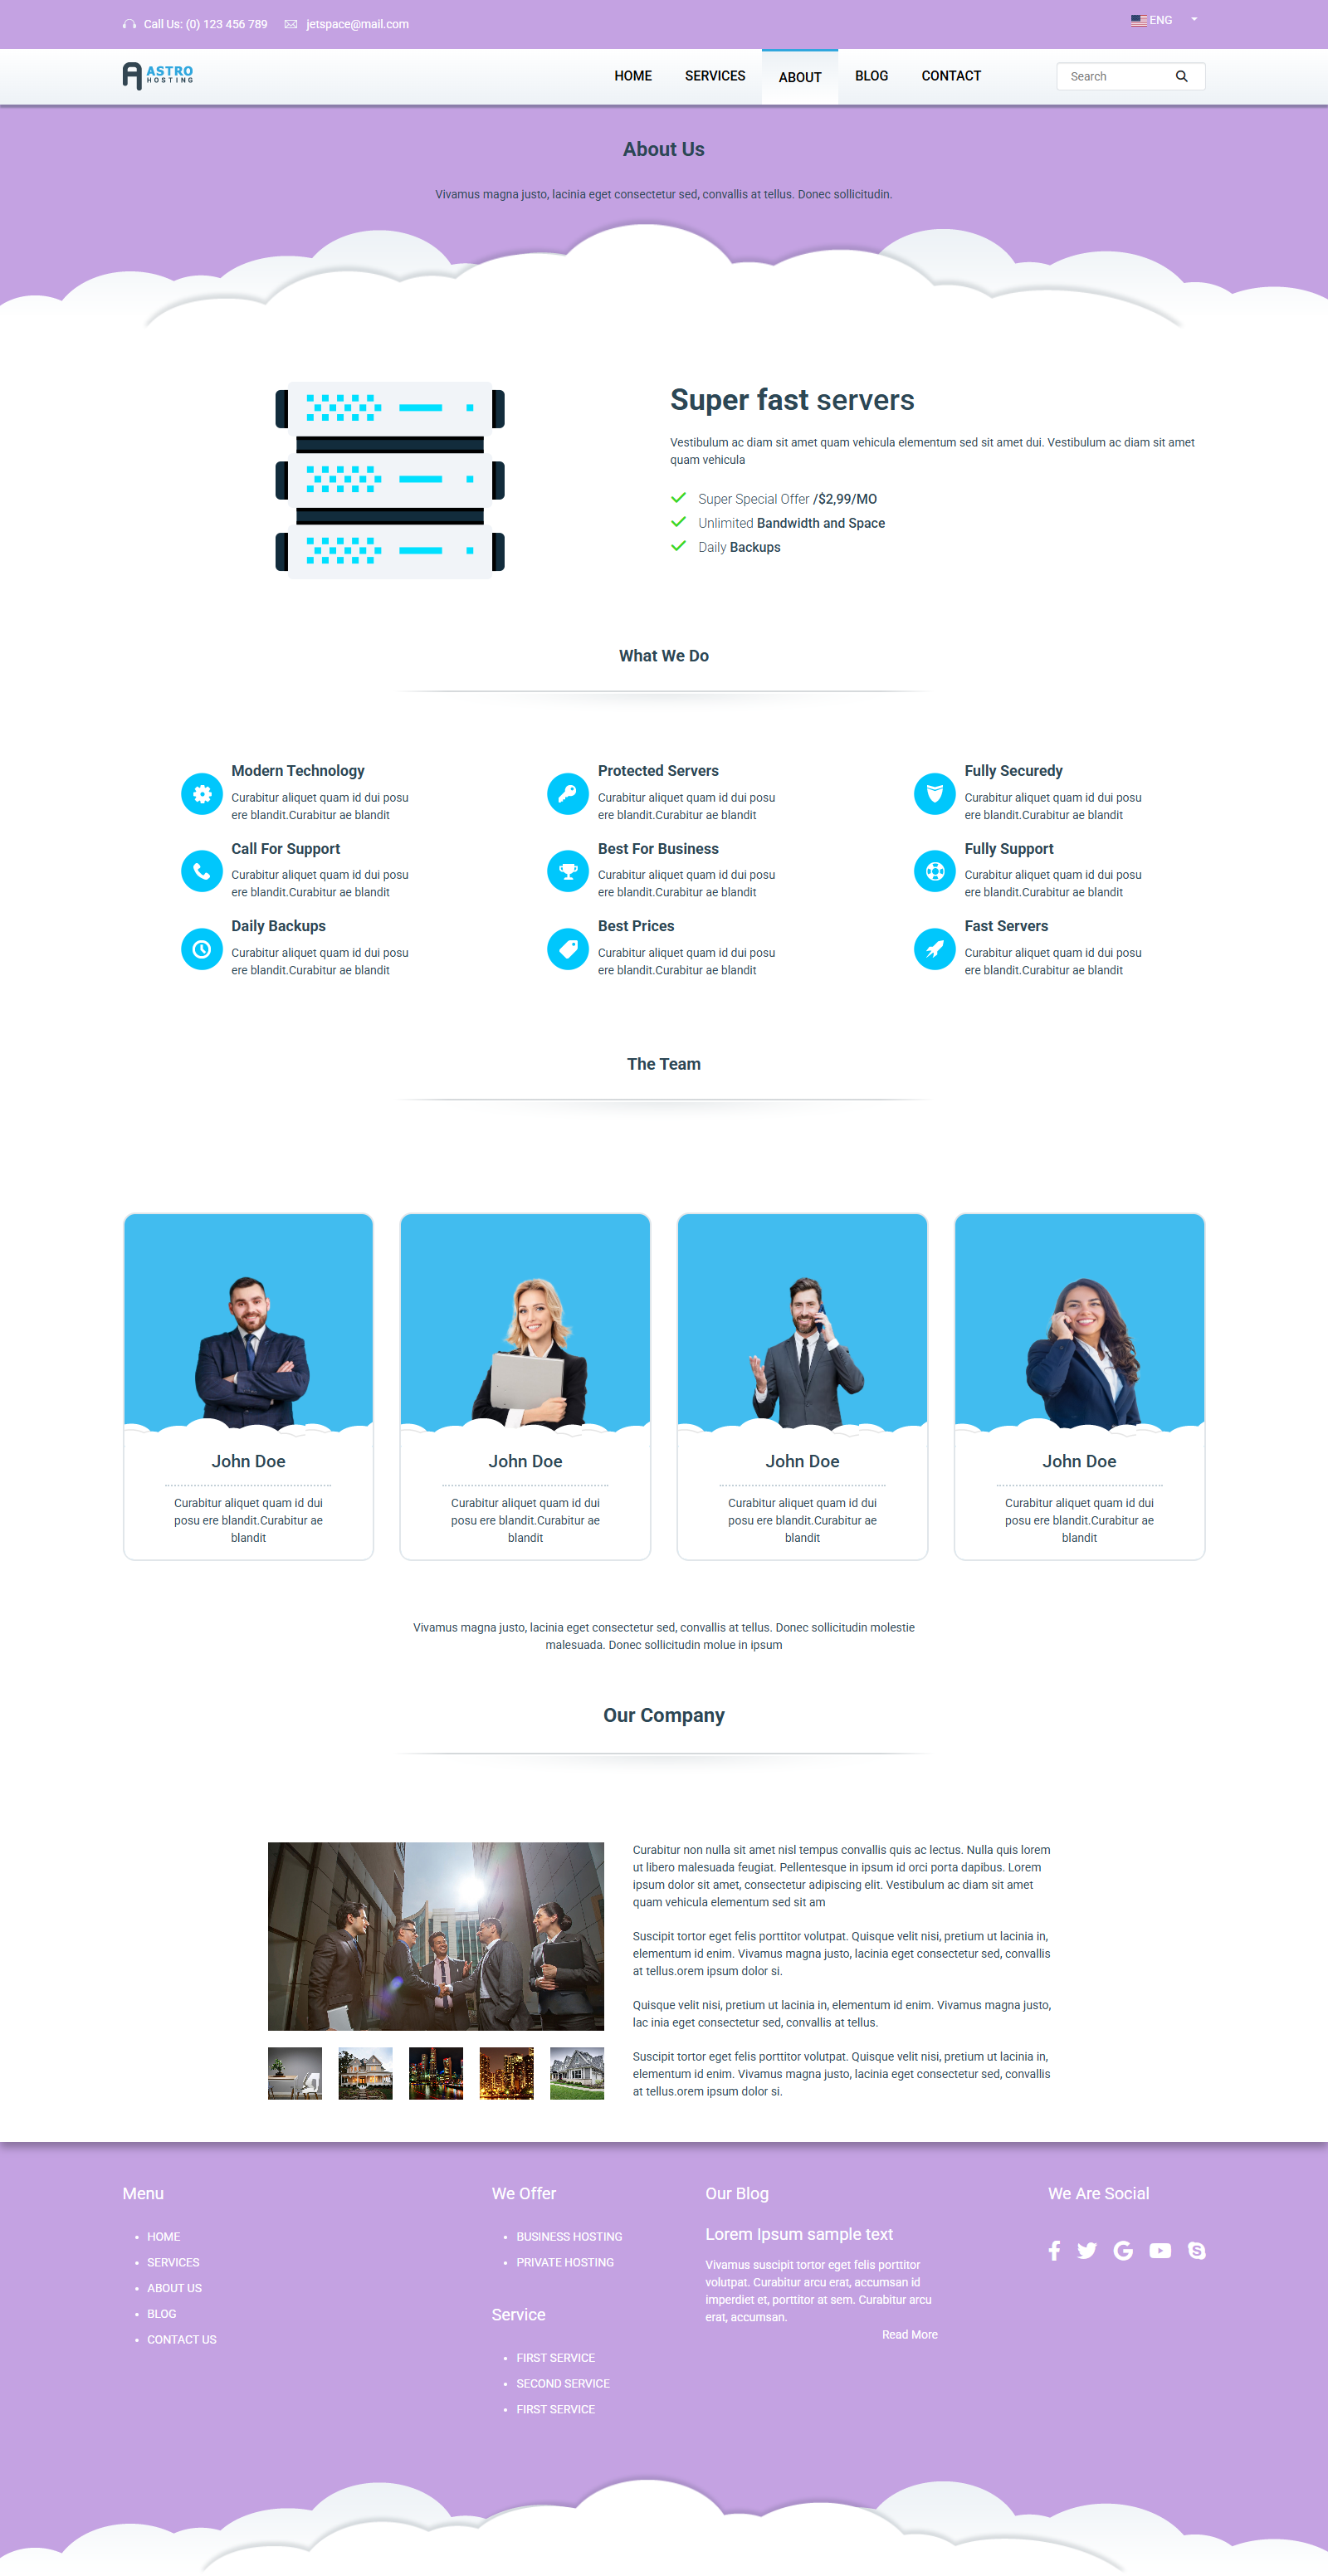 Call Us: (0) 123 456 789
jetspace@mail.com
ENG
ASTRO
HOSTING
HOME
SERVICES
ABOUT
BLOG
CONTACT
Search
About Us
Vivamus magna justo, lacinia eget consectetur sed, convallis at tellus. Donec sollicitudin.
Super fast servers
Vestibulum ac diam sit amet quam vehicula elementum sed sit amet dui. Vestibulum ac diam sit amet
quam vehicula
Super Special Offer /$2,99/MO
Unlimited Bandwidth and Space
Daily Backups
What We Do
Modern Technology
Curabitur aliquet quam id dui posu
ere blandit.Curabitur ae blandit
Protected Servers
Curabitur aliquet quam id dui posu
ere blandit.Curabitur ae blandit
Fully Securedy
Curabitur aliquet quam id dui posu
ere blandit.Curabitur ae blandit
Call For Support
Curabitur aliquet quam id dui posu
ere blandit.Curabitur ae blandit
Best For Business
Curabitur aliquet quam id dui posu
ere blandit.Curabitur ae blandit
Fully Support
Curabitur aliquet quam id dui posu
ere blandit.Curabitur ae blandit
Daily Backups
Curabitur aliquet quam id dui posu
ere blandit.Curabitur ae blandit
Best Prices
Curabitur aliquet quam id dui posu
ere blandit.Curabitur ae blandit
Fast Servers
Curabitur aliquet quam id dui posu
ere blandit.Curabitur ae blandit
The Team
John Doe
Curabitur aliquet quam id dui
posu ere blandit.Curabitur ae
blandit
John Doe
Curabitur aliquet quam id dui
posu ere blandit.Curabitur ae
blandit
John Doe
Curabitur aliquet quam id dui
posu ere blandit.Curabitur ae
blandit
John Doe
Curabitur aliquet quam id dui
posu ere blandit.Curabitur ae
blandit
Vivamus magna justo, lacinia eget consectetur sed, convallis at tellus. Donec sollicitudin molestie
malesuada. Donec sollicitudin molue in ipsum
Our Company
Curabitur non nulla sit amet nisl tempus convallis quis ac lectus. Nulla quis lorem
ut libero malesuada feugiat. Pellentesque in ipsum id orci porta dapibus. Lorem
ipsum dolor sit amet, consectetur adipiscing elit. Vestibulum ac diam sit amet
quam vehicula elementum sed sit am
Suscipit tortor eget felis porttitor volutpat. Quisque velit nisi, pretium ut lacinia in,
elementum id enim. Vivamus magna justo, lacinia eget consectetur sed, convallis
at tellus.orem ipsum dolor si.
Quisque velit nisi, pretium ut lacinia in, elementum id enim. Vivamus magna justo,
lac inia eget consectetur sed, convallis at tellus.
Suscipit tortor eget felis porttitor volutpat. Quisque velit nisi, pretium ut lacinia in,
elementum id enim. Vivamus magna justo, lacinia eget consectetur sed, convallis
at tellus.orem ipsum dolor si.
Menu
HOME
SERVICES
ABOUT US
BLOG
CONTACT US
We Offer
BUSINESS HOSTING
PRIVATE HOSTING
Service
FIRST SERVICE
SECOND SERVICE
FIRST SERVICE
Our Blog
Lorem Ipsum sample text
Vivamus suscipit tortor eget felis porttitor
volutpat. Curabitur arcu erat, accumsan id
imperdiet et, porttitor at sem. Curabitur arcu
erat, accumsan.
Read More
We Are Social